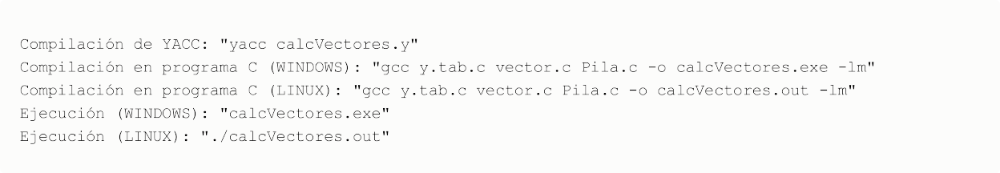 Compilación de YACC: "yacc calcVectores.y"
Compilación en programa C (WINDOWS): "gcc y.tab.c vector.c Pila.c -o calcVectores.exe -lm"
Compilación en programa C (LINUX): "gcc y.tab.c vector.c Pila.c -o calcVectores.out -lm"
Ejecución (WINDOWS): "calcVectores.exe"
Ejecución (LINUX): "./calcVectores.out"